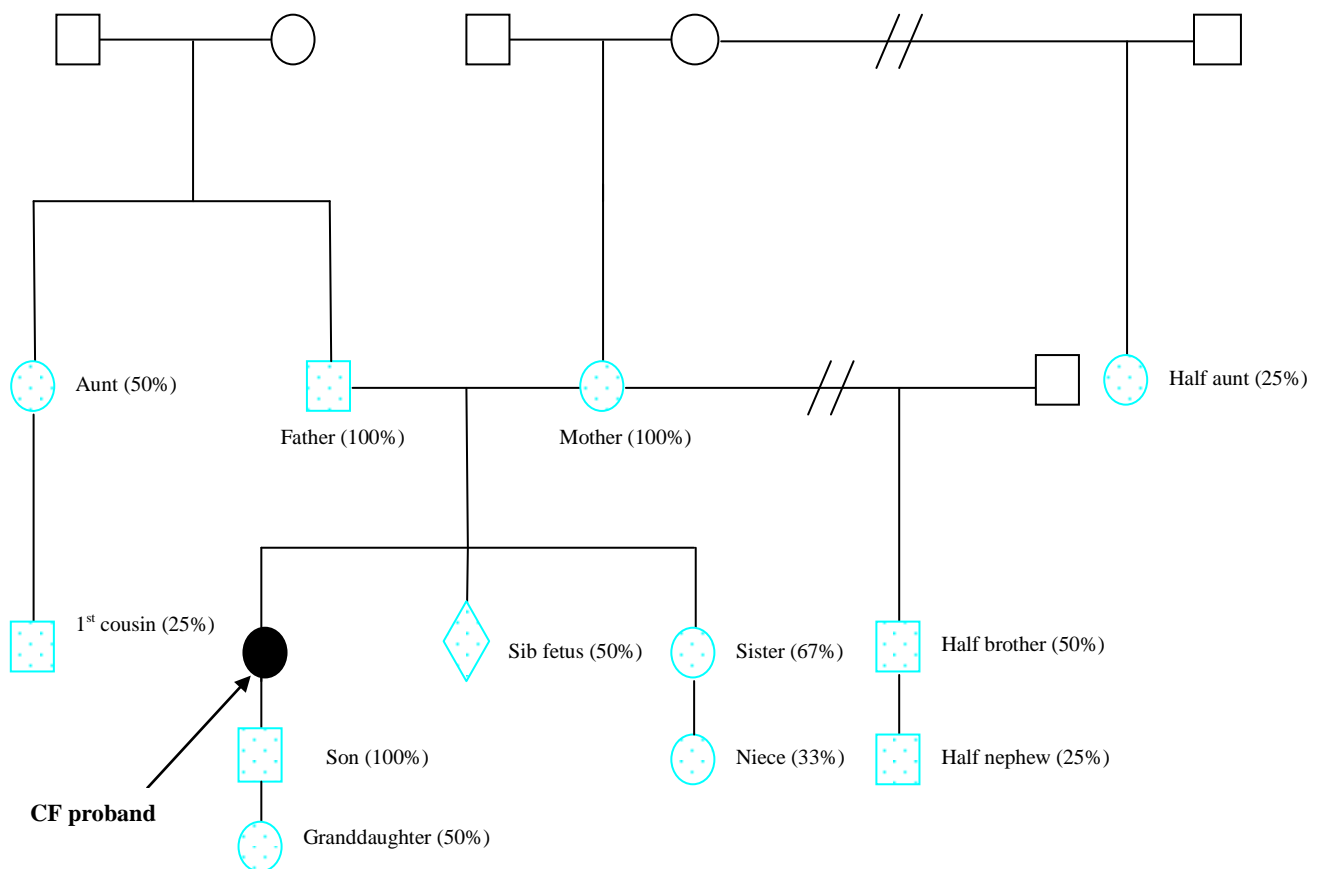 Aunt (50%)
Half aunt (25%)
Father (100%)
Mother (100%)
1st cousin (25%)
Sib fetus (50%)
Sister (67%)
Half brother (50%)
Son (100%)
Niece (33%)
Half nephew (25%)
CF proband
Granddaughter (50%)